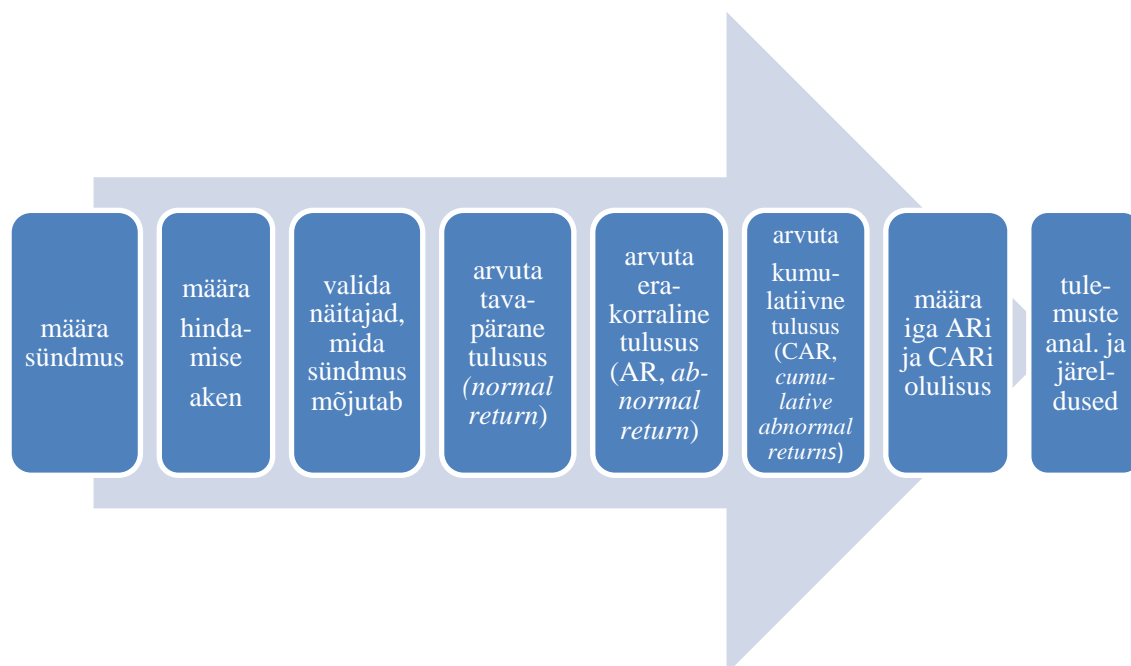 määra
sündmus
määra
hinda-
mise
aken
valida
näitajad,
mida
sündmus
mõjutab
arvuta
tava-
pärane
tulusus
(normal
return)
arvuta
era-
korraline
tulusus
(AR, ab-
normal
return)
arvuta
kumu-
latiivne
tulusus
(CAR,
cumu-
lative
abnormal
returns)
määra
iga ARi
ja CARi
olulisus
tule-
muste
anal. ja
järel-
dused